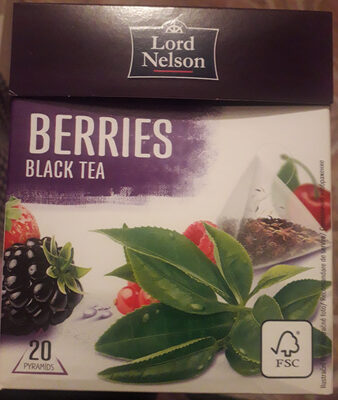 Lord
Nelson
BERRIES
BLACK TEA
20
PYRAMIDS
FSC